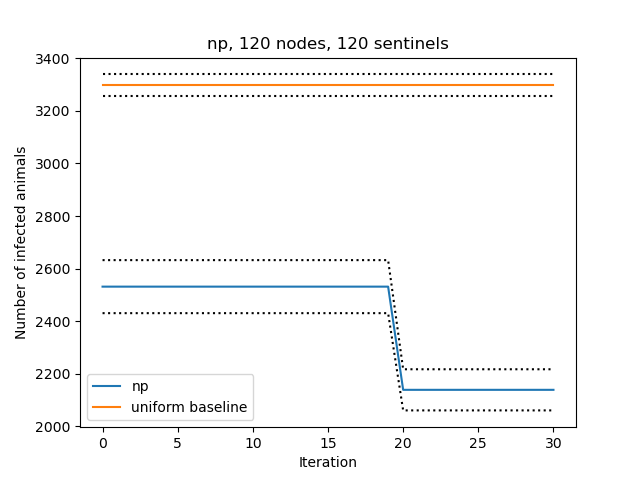 np, 120 nodes, 120 sentinels
3400
3200
3000
2800
2600
2400
2200
2000
Number of infected animals
np
uniform baseline
0 5 10 15 20 25 30
Iteration